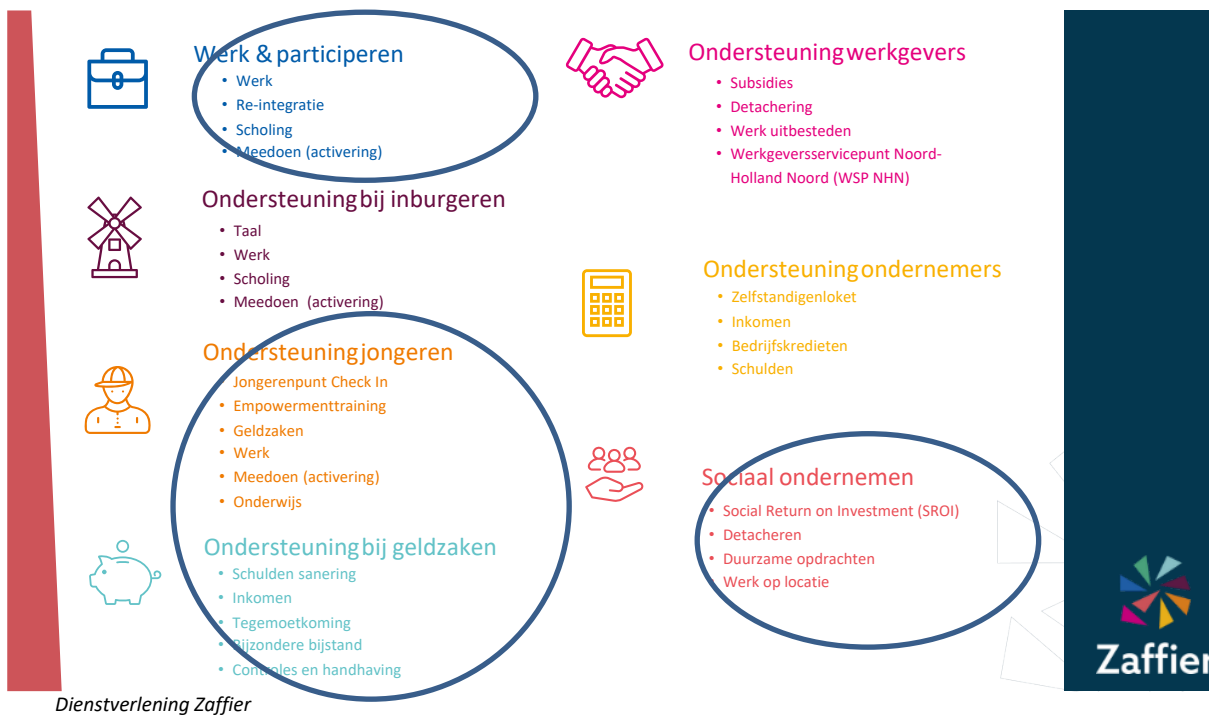 Werk & participeren
• Werk
• Re-integratie
• Scholing
• Meedoen (activering)
Ondersteuning bij inburgeren
• Taal
• Werk
• Scholing
• Meedoen (activering)
Ondersteuning jongeren
Jongerenpunt Check In
• Empowermenttraining
• Geldzaken
• Werk
• Meedoen (activering)
• Onderwijs
Ondersteuning bij geldzaken
• Schulden sanering
• Inkomen
• Tegemoetkoming
• Bijzondere bijstand
• Controles en handhaving
Ondersteuning werkgevers
• Subsidies
• Detachering
• Werk uitbesteden
• Werkgeversservicepunt Noord-
Holland Noord (WSP NHN)
Ondersteuning ondernemers
• Zelfstandigenloket
• Inkomen
• Bedrijfskredieten
• Schulden
Sociaal ondernemen
• Social Return on Investment (SROI)
• Detacheren
• Duurzame opdrachten
Werk op locatie
Zaffier
Dienstverlening Zaffier